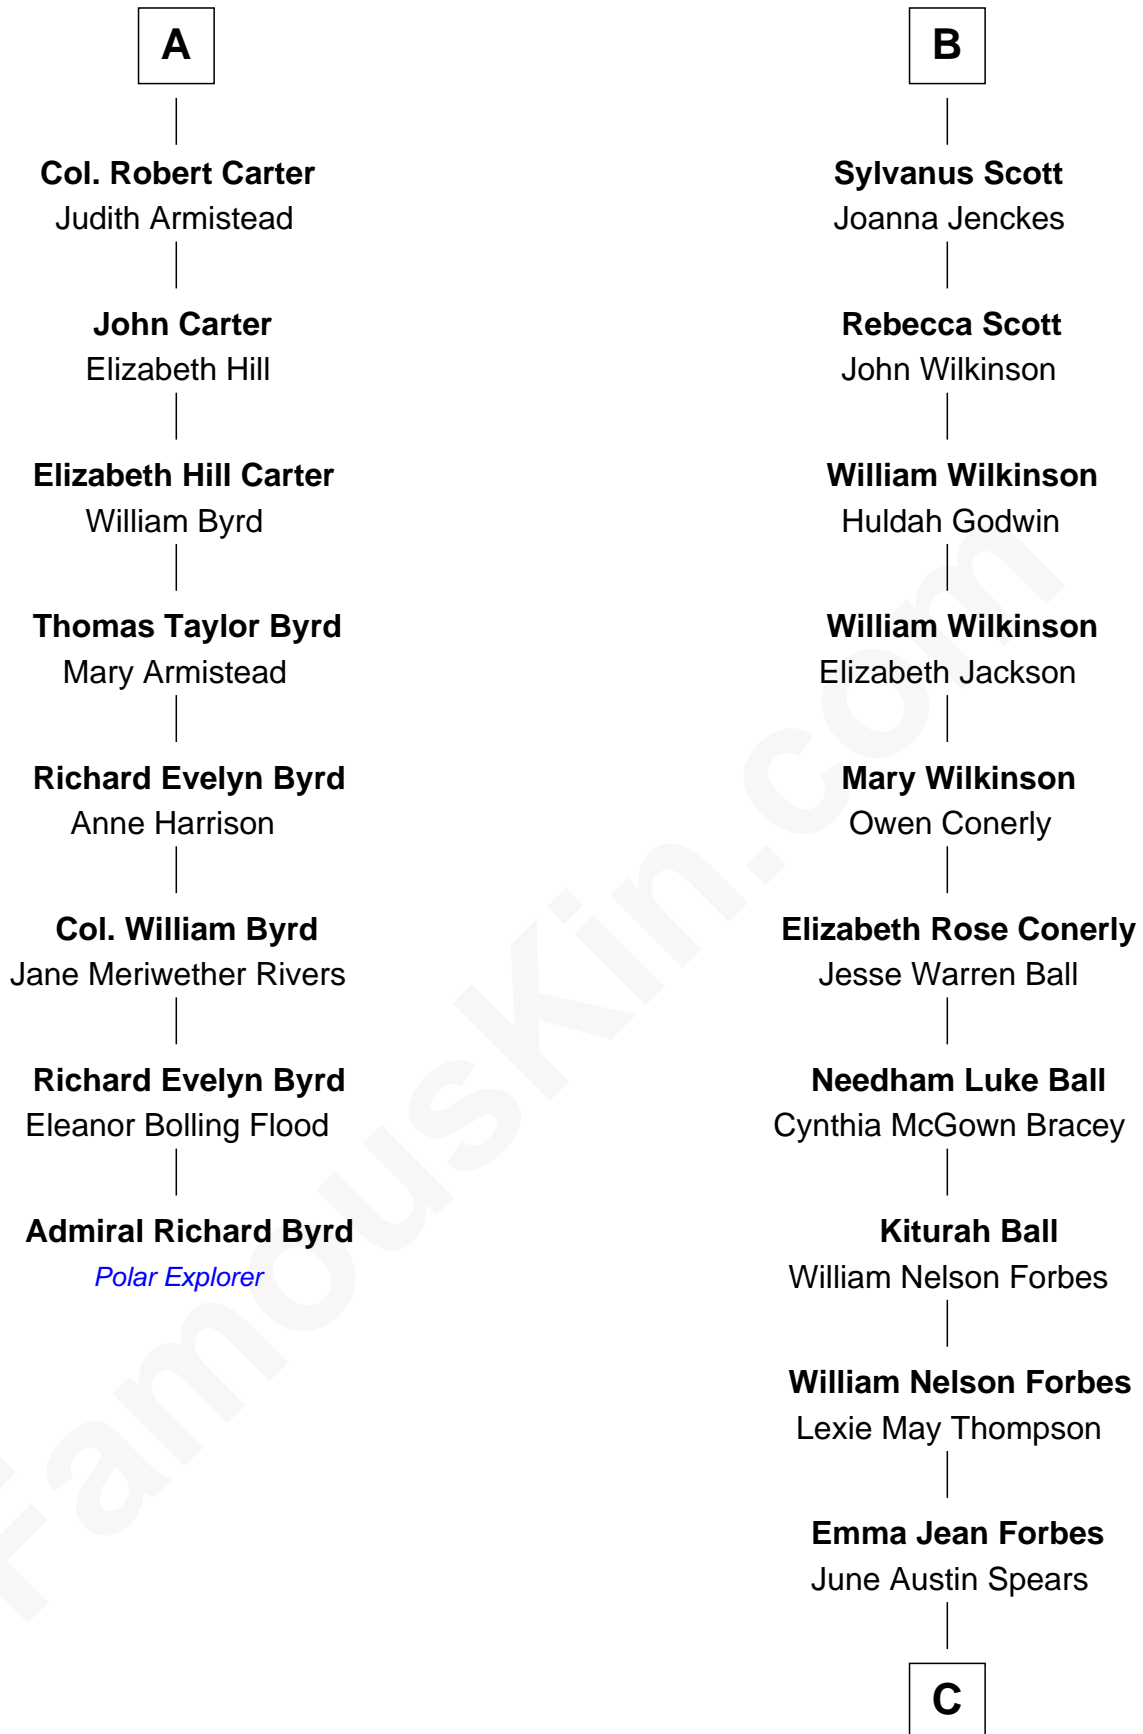 A
Col. Robert Carter
Judith Armistead
John Carter
Elizabeth Hill
Elizabeth Hill Carter
William Byrd
Thomas Taylor Byrd
Mary Armistead
Richard Evelyn Byrd
Anne Harrison
Col. William Byrd
Jane Meriwether Rivers
Richard Evelyn Byrd
Eleanor Bolling Flood
Admiral Richard Byrd
Polar Explorer
B
Sylvanus Scott
Joanna Jenckes
Rebecca Scott
John Wilkinson
William Wilkinson
Huldah Godwin
William Wilkinson
Elizabeth Jackson
Mary Wilkinson
Owen Conerly
Elizabeth Rose Conerly
Jesse Warren Ball
Needham Luke Ball
Cynthia McGown Bracey
Kiturah Ball
William Nelson Forbes
William Nelson Forbes
Lexie May Thompson
Emma Jean Forbes
June Austin Spears
C
FamousKin.com